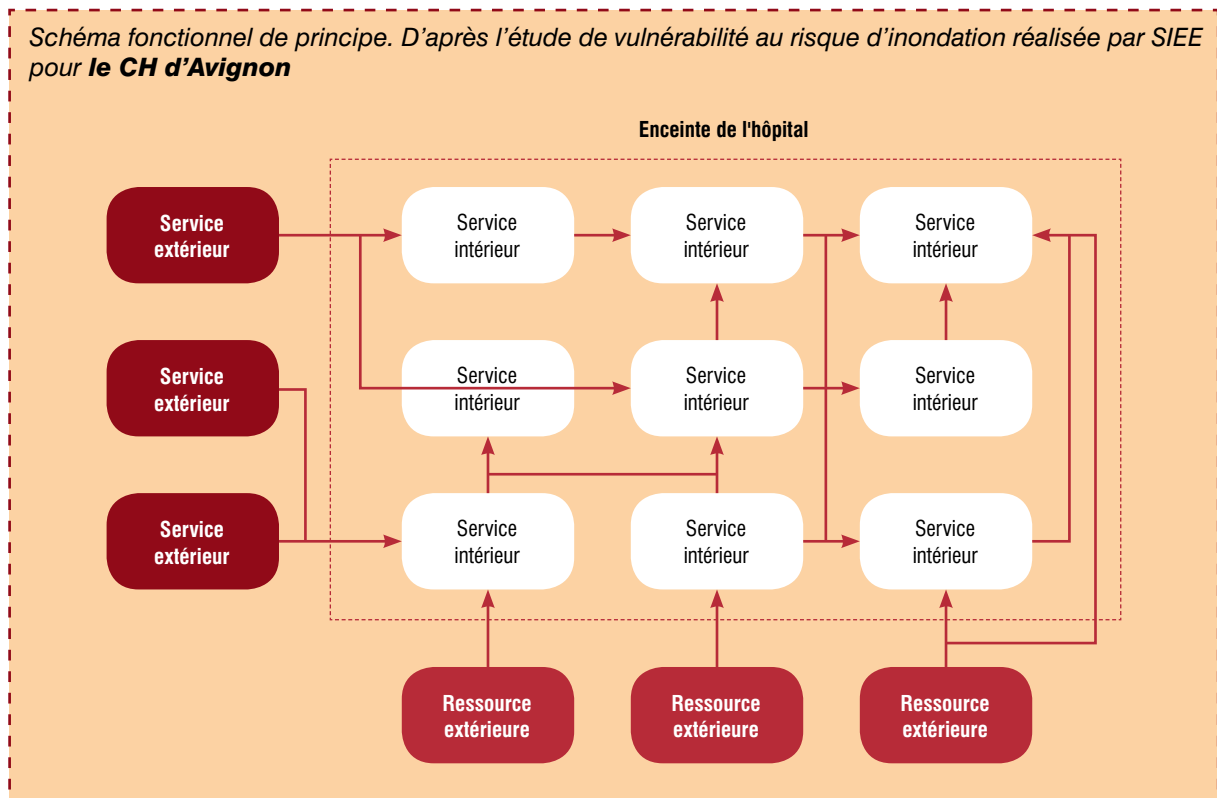 Schéma fonctionnel de principe. D’après l’étude de vulnérabilité au risque d’inondation réalisée par SIEE
pour le CH d’Avignon
Enceinte de l'hôpital
Service
extérieur
Service
intérieur
Service
intérieur
Service
intérieur
Service
extérieur
Service
intérieur
Service
intérieur
Service
intérieur
Service
extérieur
Service
intérieur
Service
intérieur
Service
intérieur
Ressource
extérieure
Ressource
extérieure
Ressource
extérieure